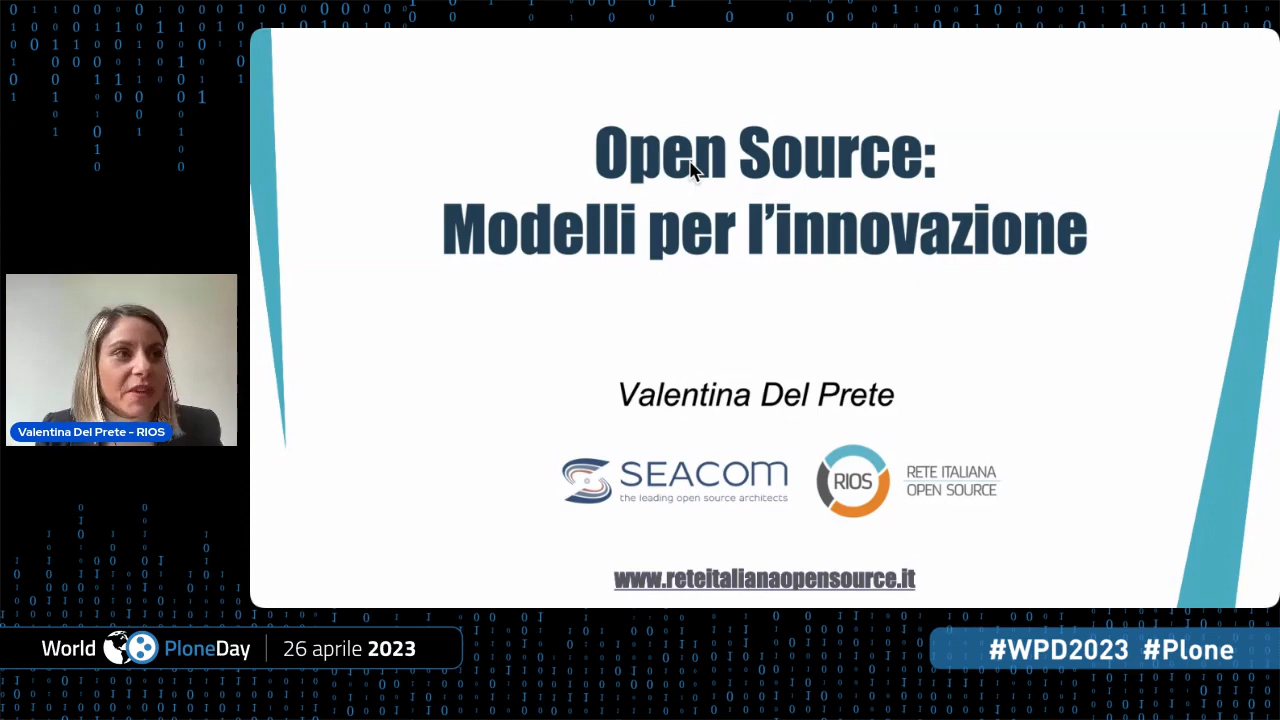 Open Source:
Modelli per l'innovazione
Valentina Del Prete
SEACOM
the leading open source architects
RIOS
RETE ITALIANA
OPEN SOURCE
www.reteitalianaopensource.it
Valentina Del Prete - RIOS
World PloneDay | 26 aprile 2023
#WPD2023 #Plone